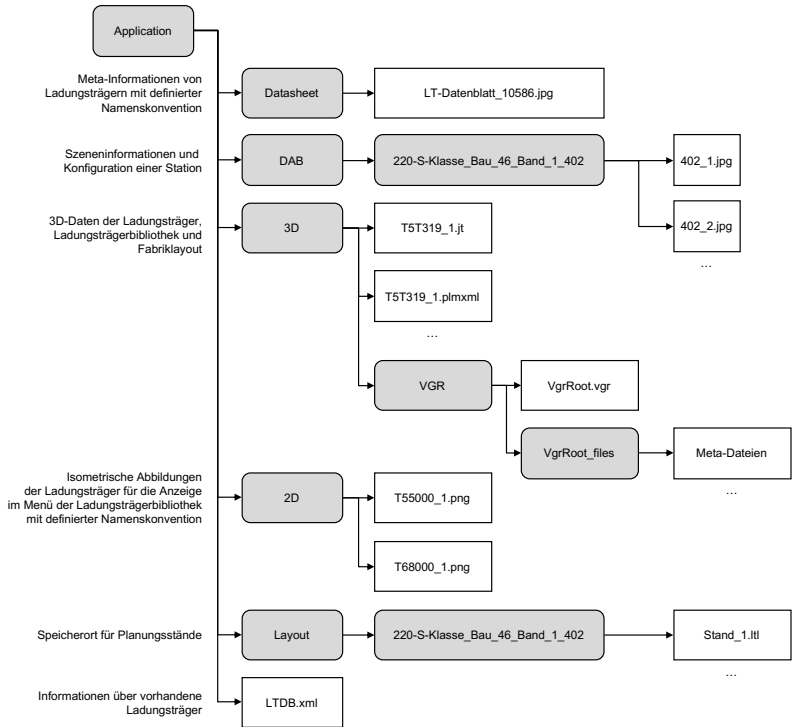 Application
Meta-Informationen von
Ladungsträgern mit definierter
Namenskonvention
Datasheet
LT-Datenblatt_10586.jpg
Szeneninformationen und
Konfiguration einer Station
DAB
220-S-Klasse_Bau_46_Band_1_402
402_1.jpg
402_2.jpg
...
3D-Daten der Ladungsträger,
Ladungsträgerbibliothek und
Fabriklayout
3D
T5T319_1.jt
T5T319_1.plmxml
...
VGR
VgrRoot.vgr
VgrRoot_files
Meta-Dateien
...
Isometrische Abbildungen
der Ladungsträger für die Anzeige
im Menü der Ladungsträgerbibliothek
mit definierter Namenskonvention
2D
T55000_1.png
T68000_1.png
Speicherort für Planungsstände
Layout
220-S-Klasse_Bau_46_Band_1_402
Stand_1.ltl
...
Informationen über vorhandene
Ladungsträger
LTDB.xml